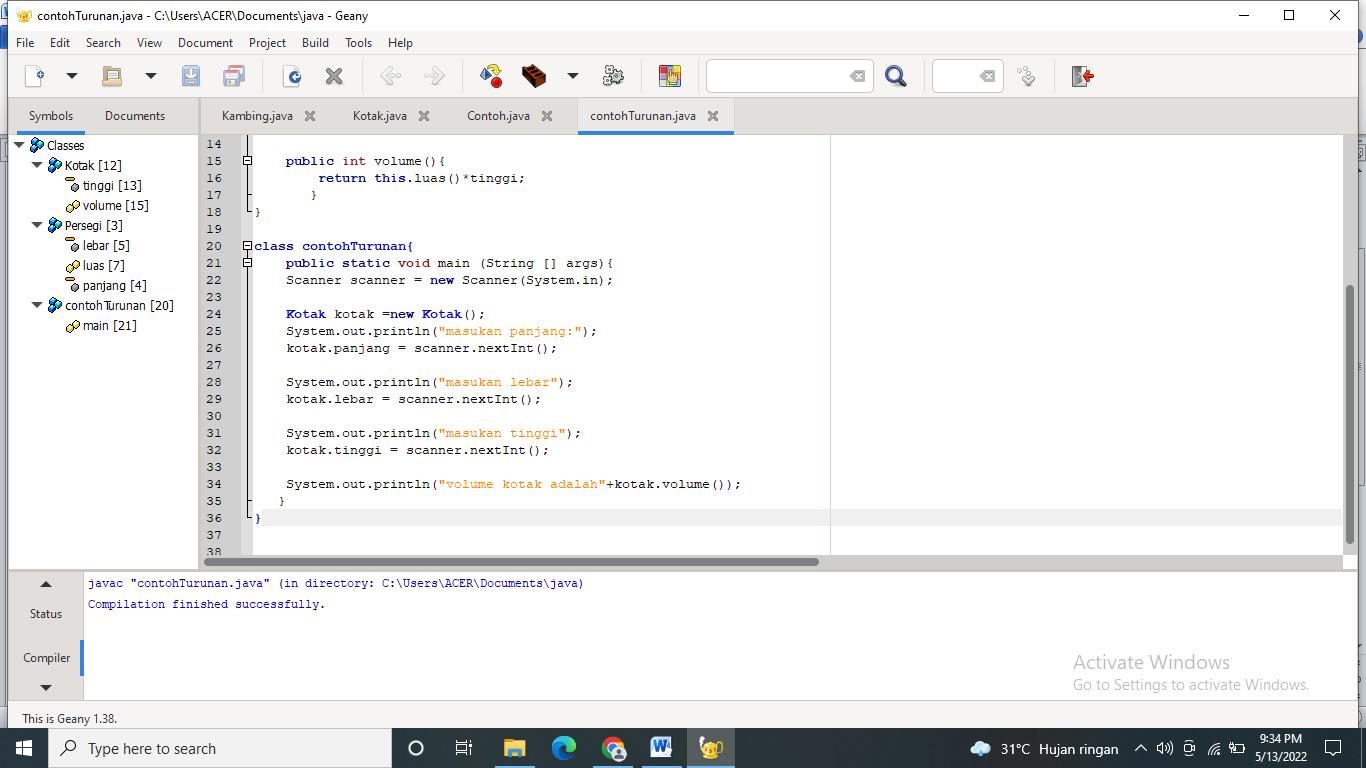 contohTurunan.java - C:\Users\ACER\Documents\java - Geany
File Edit Search View Document Project Build Tools Help
Symbols Documents
Kambing.java Kotak.java Contoh.java contohTurunan.java
Classes
Kotak [12]
tinggi [13]
volume [15]
Persegi [3]
lebar [5]
luas [7]
panjang [4]
contohTurunan [20]
main [21]
14
15 public int volume(){
16 return this.luas()*tinggi;
17 }
18 }
19
20 class contohTurunan{
21 public static void main (String [] args){
22 Scanner scanner = new Scanner(System.in);
23
24 Kotak kotak =new Kotak();
25 System.out.println("masukan panjang:");
26 kotak.panjang = scanner.nextInt();
27
28 System.out.println("masukan lebar");
29 kotak.lebar = scanner.nextInt();
30
31 System.out.println("masukan tinggi");
32 kotak.tinggi = scanner.nextInt();
33
34 System.out.println("volume kotak adalah"+kotak.volume());
35 }
36 }
37
38
Status
Compiler
javac "contohTurunan.java" (in directory: C:\Users\ACER\Documents\java)
Compilation finished successfully.
Activate Windows
Go to Settings to activate Windows.
This is Geany 1.38.
Type here to search
31°C Hujan ringan
9:34 PM
5/13/2022